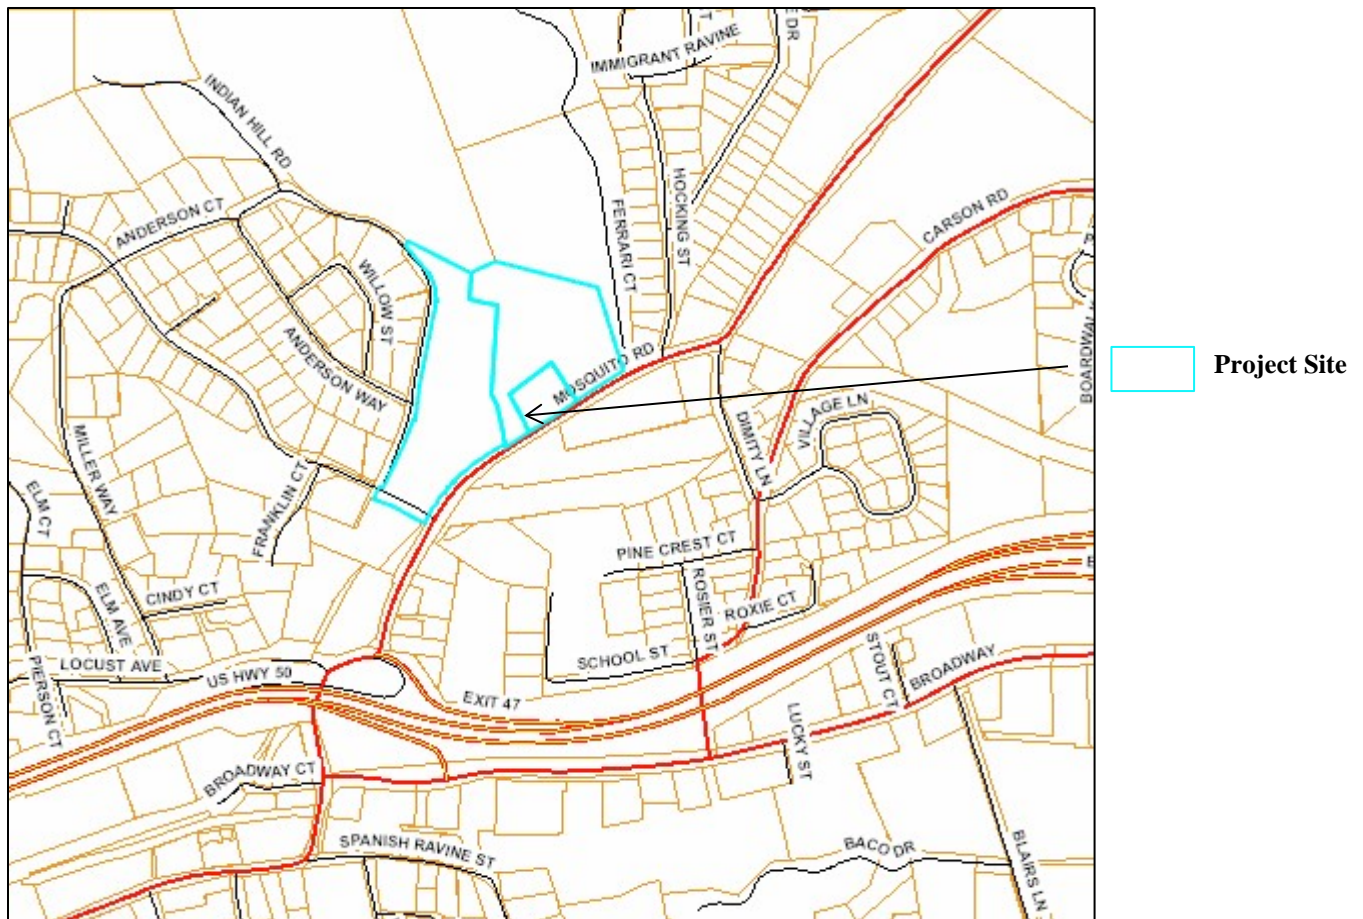 IMMIGRANT RAVINE
INDIAN HILL RD
HOCKING ST
FERRARI CT
ANDERSON CT
CARSON RD
WILLOW ST
ANDERSON WAY
MOSQUITO RD
Project Site
MILLER WAY
FRANKLIN CT
DIMITY LN
VILLAGE LN
ELM CT
ELM AVE
CINDY CT
PINE CREST CT
ROSIER ST
ROXIE CT
LOCUST AVE
PIERSON CT
US HWY 50
EXIT 47
SCHOOL ST
STOUT CT
BROADWAY
LUCKY ST
BROADWAY CT
SPANISH RAVINE ST
BACO DR
BLAIRS LN